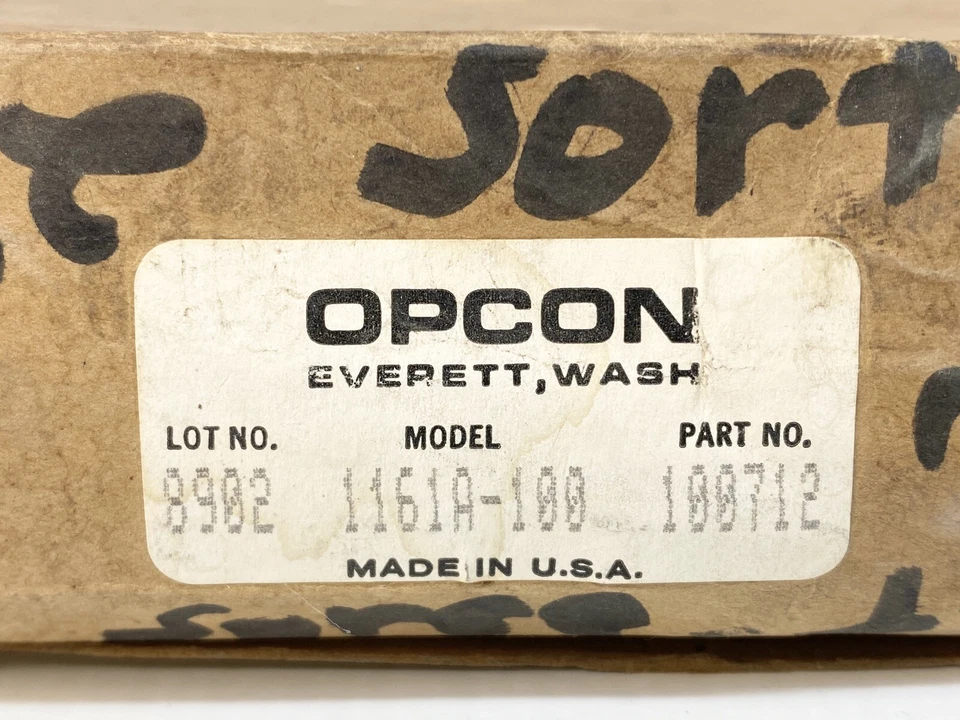 Sort
OPCON
EVERETT, WASH
LOT NO. MODEL PART NO.
8902 1161A-100 100712
MADE IN U.S.A.